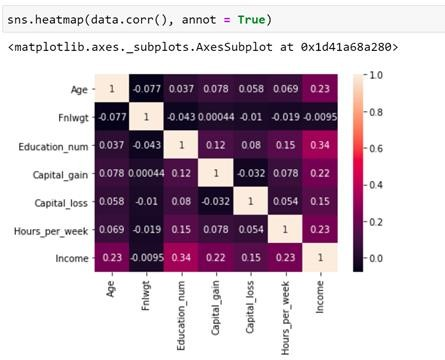 sns.heatmap(data.corr(), annot = True)
<matplotlib.axes._subplots.AxesSubplot at 0x1d41a68a280>
1.0
Age 1 -0.077 0.037 0.078 0.058 0.069 0.23
Fnlwgt -0.077 1 -0.043 0.00044 -0.01 -0.019 -0.0095
0.8
Education_num 0.037 -0.043 1 0.12 0.08 0.15 0.34
0.6
Capital_gain 0.078 0.00044 0.12 1 -0.032 0.078 0.22
0.4
Capital_loss 0.058 -0.01 0.08 -0.032 1 0.054 0.15
Hours_per_week 0.069 -0.019 0.15 0.078 0.054 1 0.23
0.2
Income 0.23 -0.0095 0.34 0.22 0.15 0.23 1
0.0
Age
Fnlwgt
Education_num
Capital_gain
Capital_loss
Hours_per_week
Income